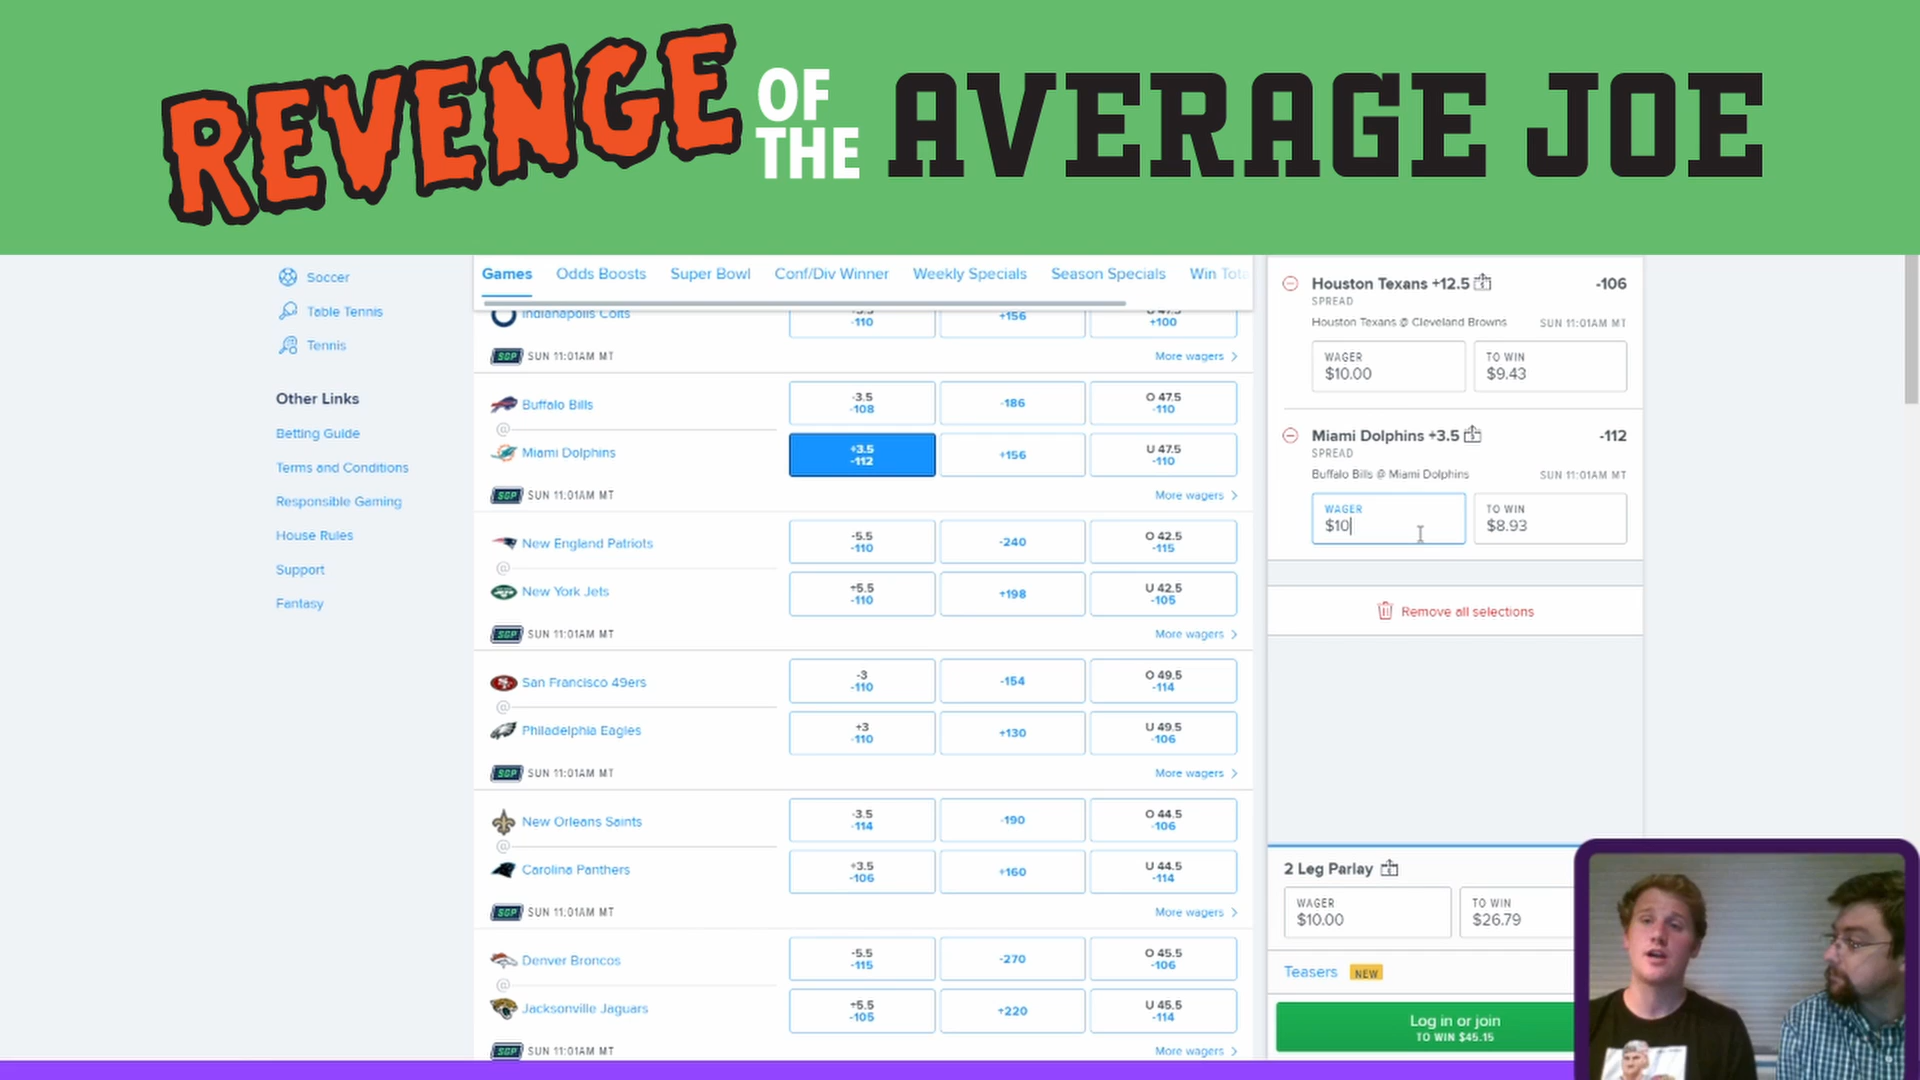 REVENGE OF THE AVERAGE JOE
Soccer
Table Tennis
Tennis
Other Links
Betting Guide
Terms and Conditions
Responsible Gaming
House Rules
Support
Fantasy
Games Odds Boosts Super Bowl Conf/Div Winner Weekly Specials Season Specials Win Tota
Indianapolis Colts
-110 +156 +100
SGP SUN 11:01AM MT More wagers >
Buffalo Bills
-3.5 O 47.5
-108 -186 -110
@
Miami Dolphins
+3.5 U 47.5
-112 +156 -110
SGP SUN 11:01AM MT More wagers >
New England Patriots
-5.5 O 42.5
-110 -240 -115
@
New York Jets
+5.5 U 42.5
-110 +198 -105
SGP SUN 11:01AM MT More wagers >
San Francisco 49ers
-3 O 49.5
-110 -154 -114
@
Philadelphia Eagles
+3 U 49.5
-110 +130 -106
SGP SUN 11:01AM MT More wagers >
New Orleans Saints
-3.5 O 44.5
-114 -190 -106
@
Carolina Panthers
+3.5 U 44.5
-106 +160 -114
SGP SUN 11:01AM MT More wagers >
Denver Broncos
-5.5 O 45.5
-115 -270 -106
@
Jacksonville Jaguars
+5.5 U 45.5
-105 +220 -114
SGP SUN 11:01AM MT More wagers >
Houston Texans +12.5 -106
SPREAD
Houston Texans @ Cleveland Browns SUN 11:01AM MT
WAGER TO WIN
$10.00 $9.43
Miami Dolphins +3.5 -112
SPREAD
Buffalo Bills @ Miami Dolphins SUN 11:01AM MT
WAGER TO WIN
$10 $8.93
Remove all selections
2 Leg Parlay
WAGER TO WIN
$10.00 $26.79
Teasers NEW
Log in or join
TO WIN $45.15